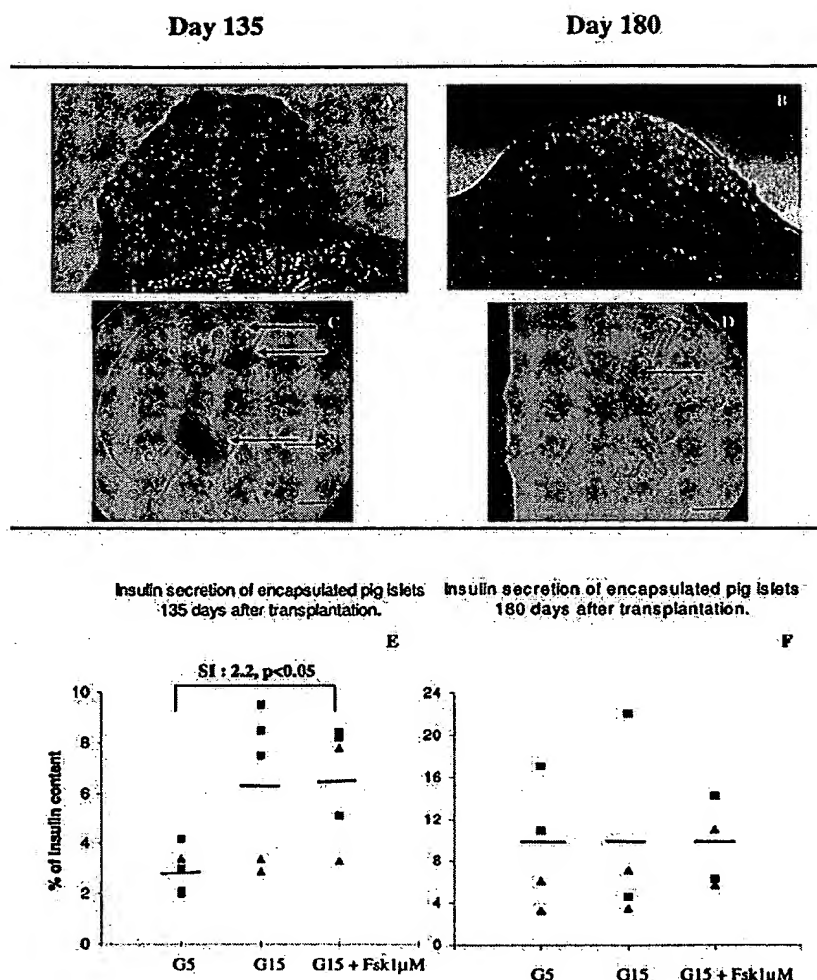 Day 135 Day 180
A B
C D
Insulin secretion of encapsulated pig islets
135 days after transplantation.
Insulin secretion of encapsulated pig islets
180 days after transplantation.
E F
SI : 2.2, p<0.05
% of Insulin content
10
8
6
4
2
0
G5 G15 G15 + Fsk1µM
24
20
16
12
8
4
0
G5 G15 G15 + Fsk1µM